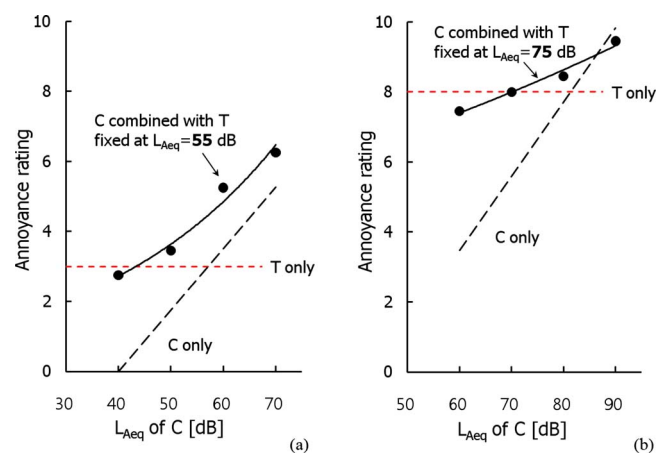 10
8
6
4
2
0
Annoyance rating
C combined with T
fixed at LAeq=55 dB
T only
C only
30 40 50 60 70
LAeq of C [dB]
(a)
10
8
6
4
2
0
Annoyance rating
C combined with T
fixed at LAeq=75 dB
T only
C only
50 60 70 80 90
LAeq of C [dB]
(b)